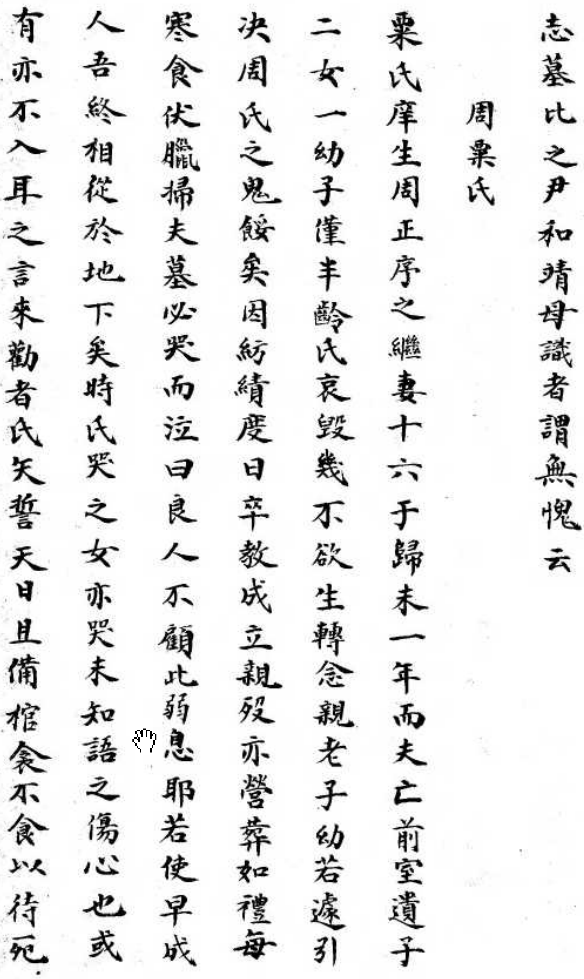 志墓比之尹和靖母識者謂無愧云
周粟氏
粟氏庠生周正序之繼妻十六于歸未一年而夫亡前室遺子
二女一幼子僅半齡氏哀毀幾不欲生轉念親老子幼若遽引
决周氏之鬼餒矣因紡績度日卒教成立親殁亦營葬如禮每
寒食伏臘掃夫墓必哭而泣曰良人不顧此弱息耶若使早成
人吾終相從於地下矣時氏哭之女亦哭未知語之傷心也或
有亦不入耳之言來勸者氏矢誓天日且備棺衾不食以待死